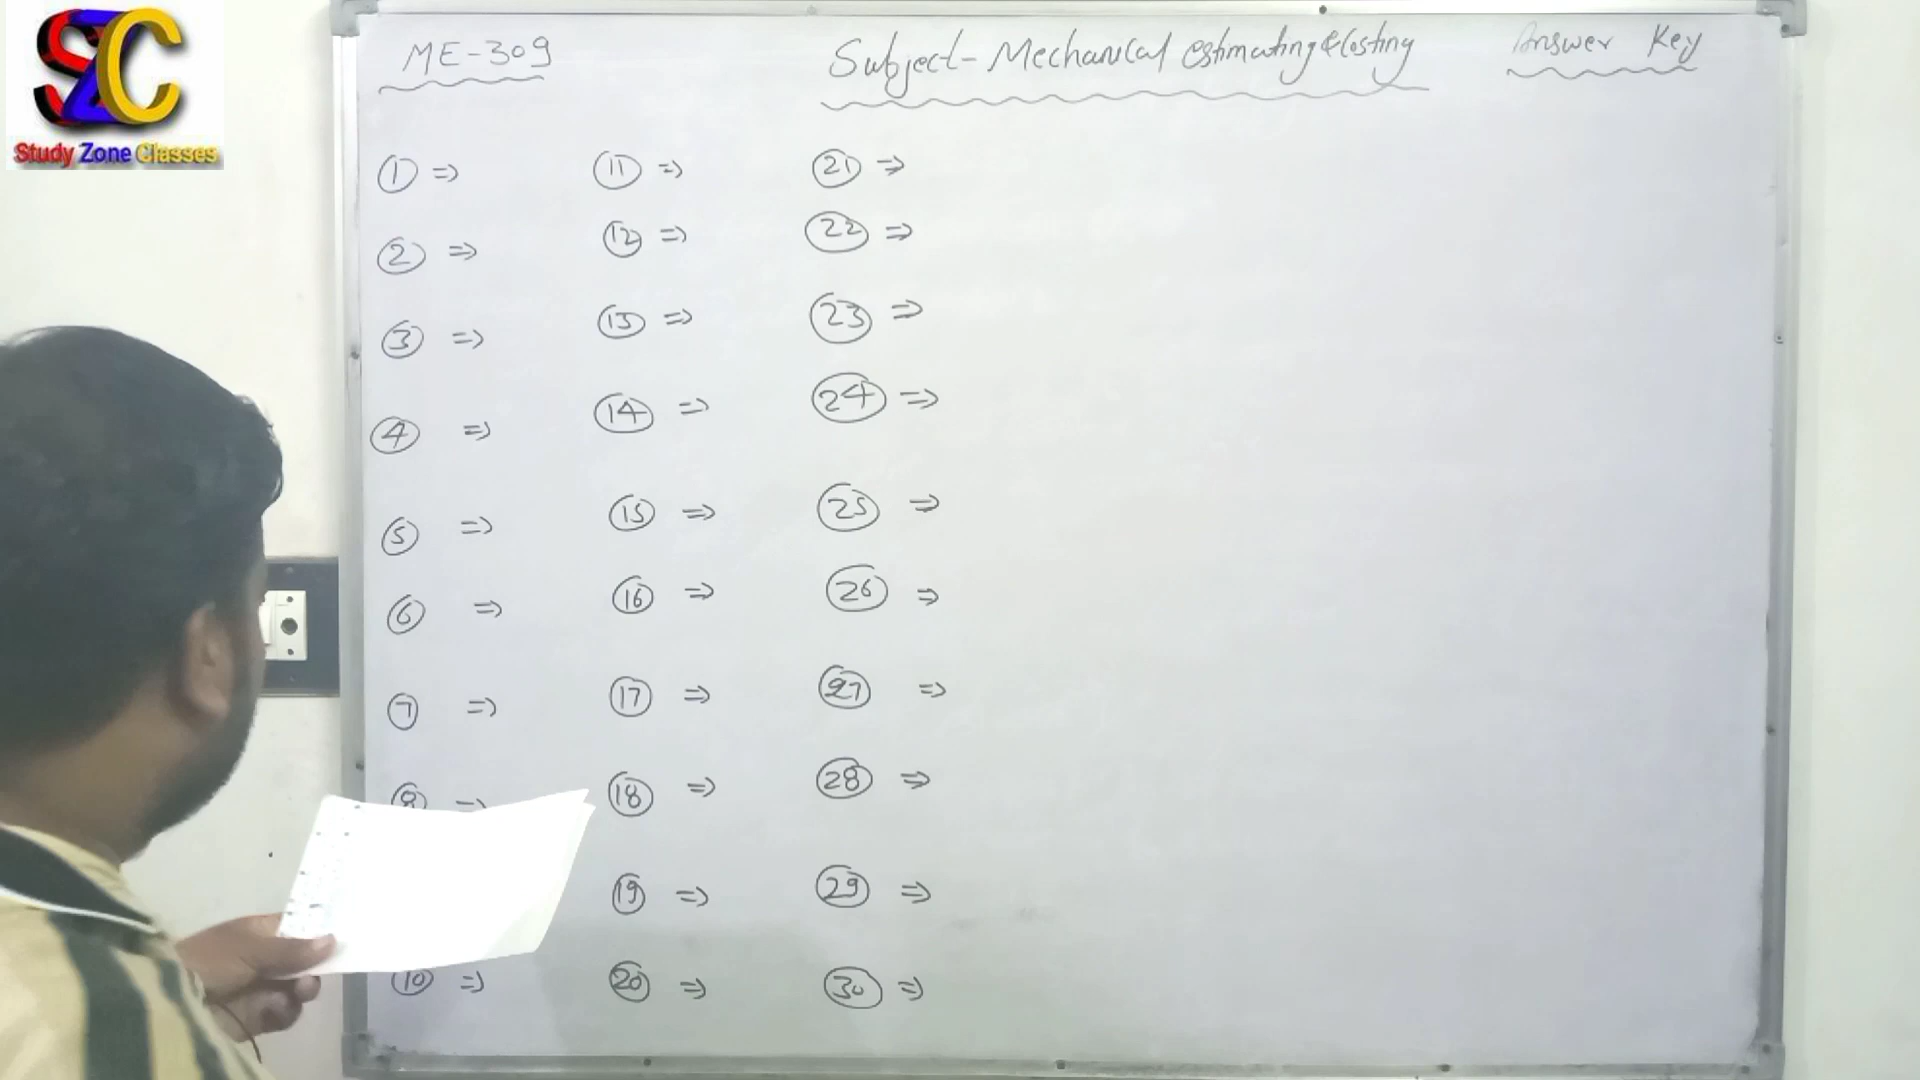 SZC
Study Zone Classes
ME-309 Subject- Mechanical estimating & Costing Answer Key
1 => 11 => 21 =>
2 => 12 => 22 =>
3 => 13 => 23 =>
4 => 14 => 24 =>
5 => 15 => 25 =>
6 => 16 => 26 =>
7 => 17 => 27 =>
8 => 18 => 28 =>
19 => 29 =>
10 => 20 => 30 =>